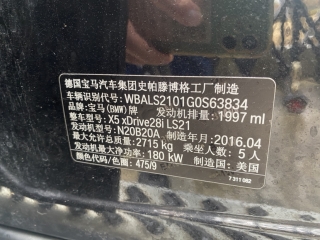 德国宝马汽车集团史帕滕博格工厂制造
车辆识别代号: WBALS2101G0S63834
品牌: 宝马(BMW)牌 发动机排量: 1997 ml
整车型号: X5 xDrive28i LS21
发动机型号: N20B20A 制造年月: 2016.04
最大允许总质量: 2715 kg 乘坐人数: 5 人
发动机最大净功率: 180 kW 制造国: 美国
颜色代码/色圈: 475/9
7 311 092